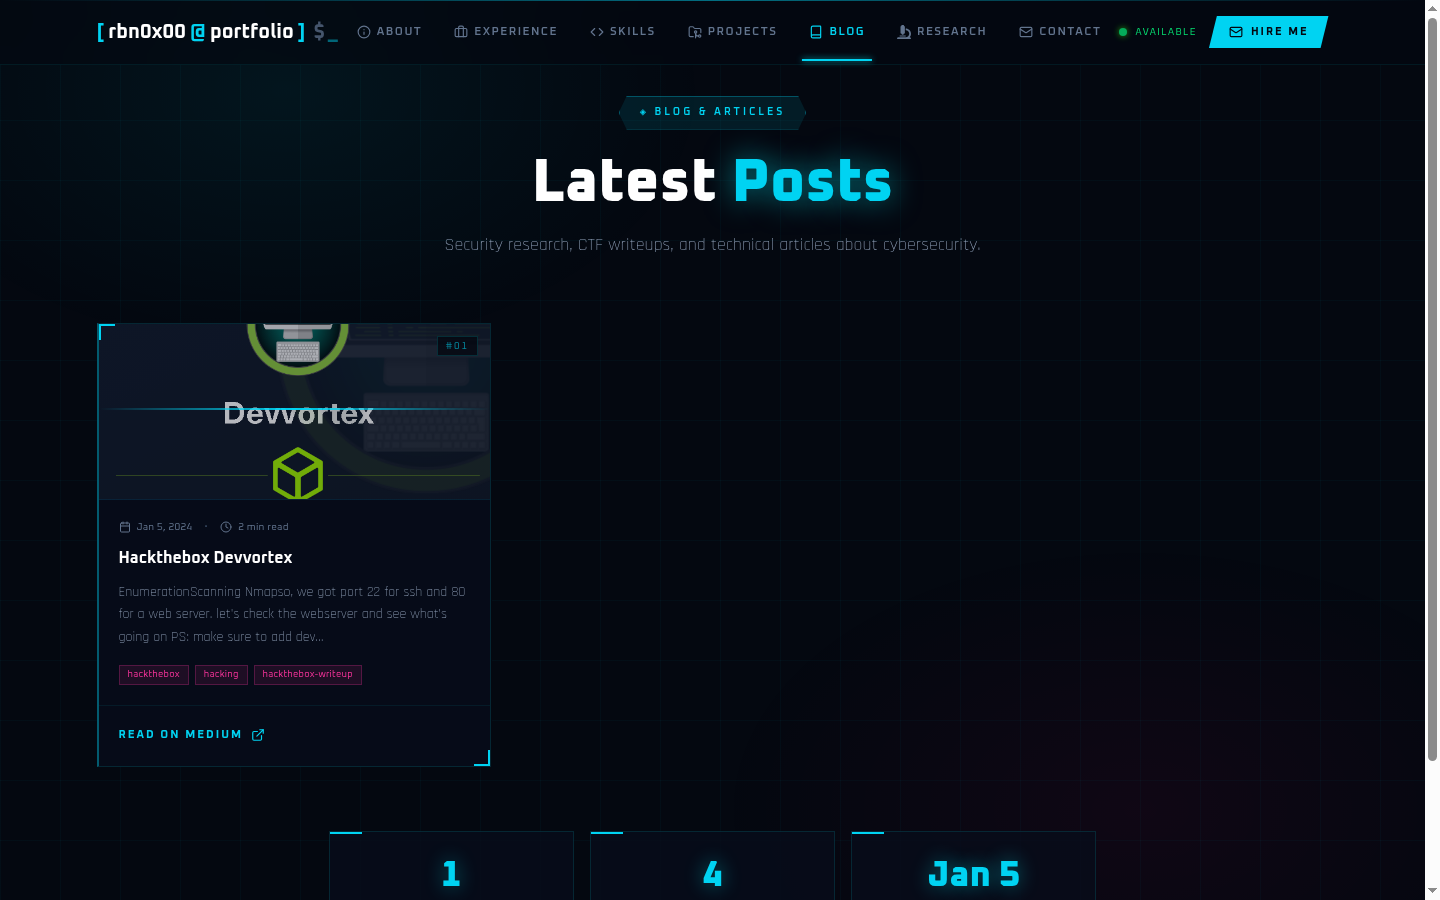 [ rbn0x00 @ portfolio ] $_
ABOUT
EXPERIENCE
SKILLS
PROJECTS
BLOG
RESEARCH
CONTACT
AVAILABLE
HIRE ME
BLOG & ARTICLES
Latest Posts
Security research, CTF writeups, and technical articles about cybersecurity.
#01
Devvortex
Jan 5, 2024 · 2 min read
Hackthebox Devvortex
EnumerationScanning Nmapso, we got port 22 for ssh and 80
for a web server. let's check the webserver and see what's
going on PS: make sure to add dev...
hackthebox
hacking
hackthebox-writeup
READ ON MEDIUM
1
4
Jan 5